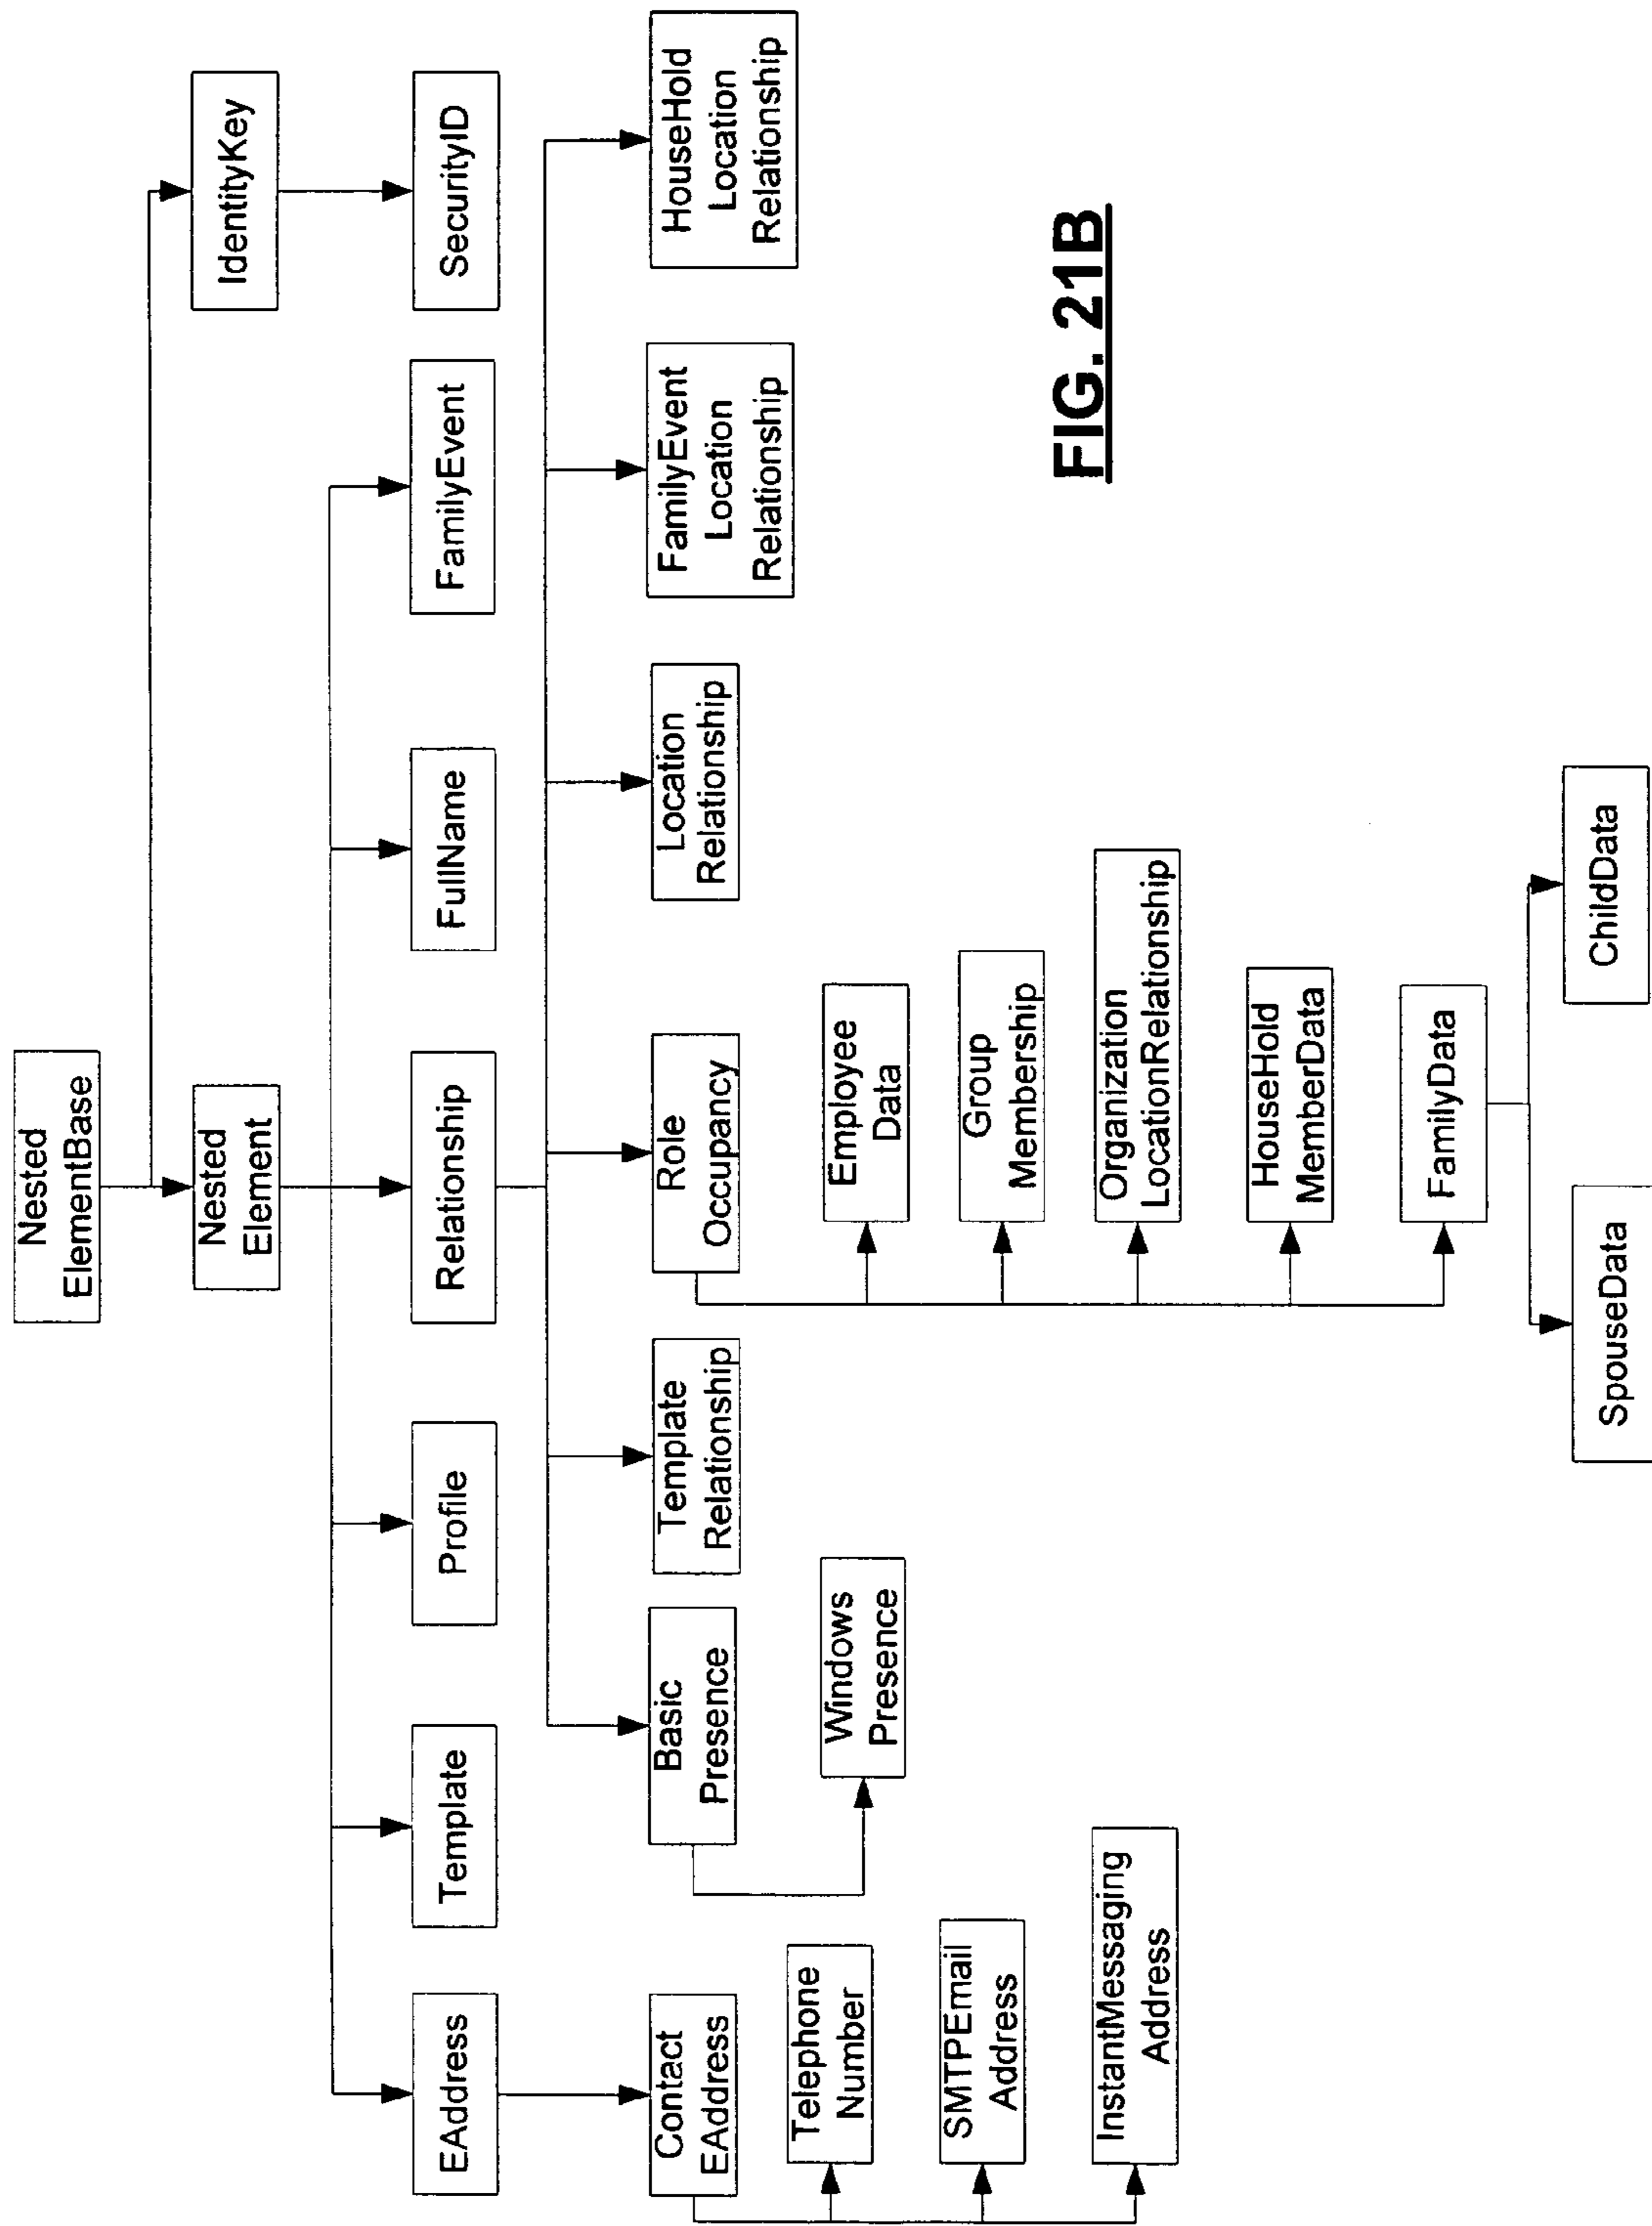 Nested
ElementBase
Nested
Element
IdentityKey
EAddress
Template
Profile
Relationship
FullName
FamilyEvent
SecurityID
Contact
EAddress
Basic
Presence
Template
Relationship
Role
Occupancy
Location
Relationship
FamilyEvent
Location
Relationship
HouseHold
Location
Relationship
Telephone
Number
SMTPEmail
Address
InstantMessaging
Address
Windows
Presence
Employee
Data
Group
Membership
Organization
LocationRelationship
HouseHold
MemberData
FamilyData
SpouseData
ChildData
FIG. 21B